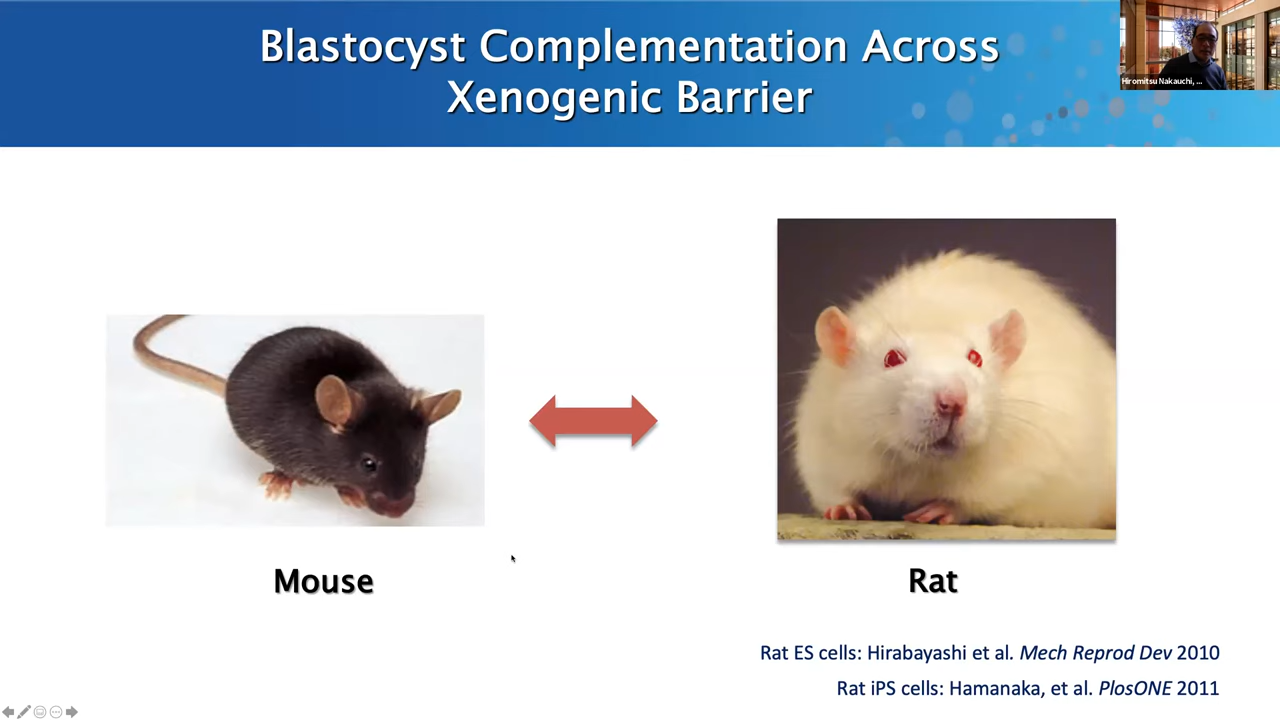 Blastocyst Complementation Across
Xenogenic Barrier
Hiromitsu Nakauchi, ...
Mouse
Rat
Rat ES cells: Hirabayashi et al. Mech Reprod Dev 2010
Rat iPS cells: Hamanaka, et al. PlosONE 2011